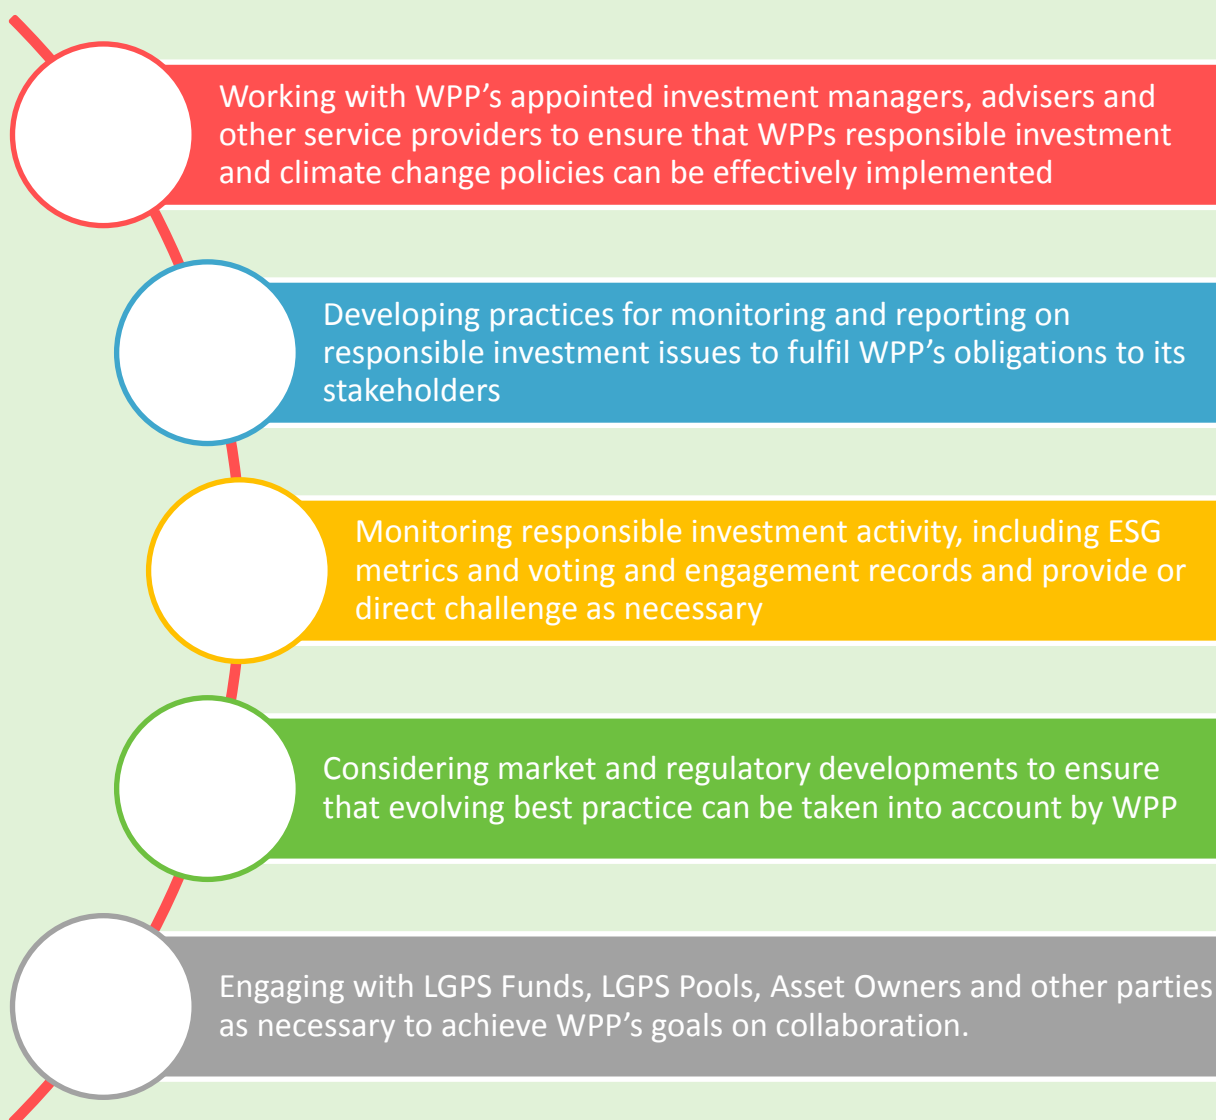 Working with WPP’s appointed investment managers, advisers and
other service providers to ensure that WPPs responsible investment
and climate change policies can be effectively implemented
Developing practices for monitoring and reporting on
responsible investment issues to fulfil WPP’s obligations to its
stakeholders
Monitoring responsible investment activity, including ESG
metrics and voting and engagement records and provide or
direct challenge as necessary
Considering market and regulatory developments to ensure
that evolving best practice can be taken into account by WPP
Engaging with LGPS Funds, LGPS Pools, Asset Owners and other parties
as necessary to achieve WPP’s goals on collaboration.